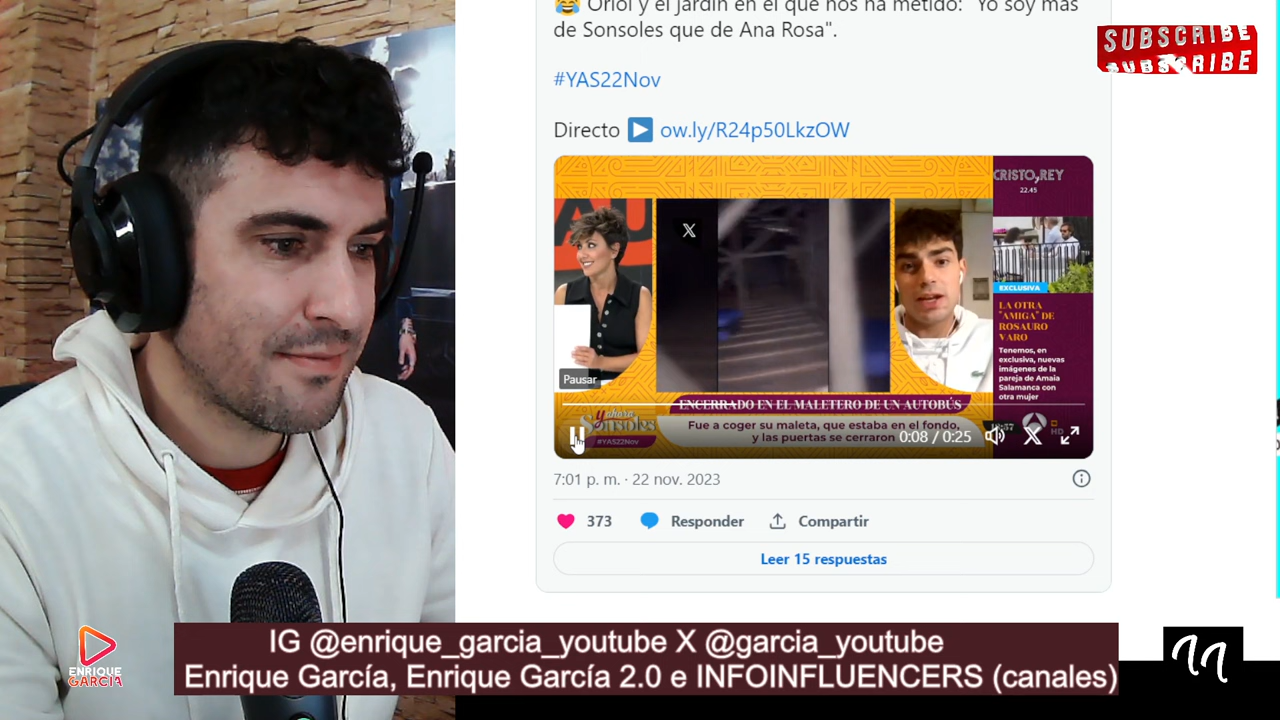 😂 Oriol y el jardín en el que nos ha metido: "Yo soy más
de Sonsoles que de Ana Rosa".
#YAS22Nov
Directo ▶ ow.ly/R24p50LkzOW
SUBSCRIBE
SUBSCRIBE
AU
X
CRISTO Y REY
22.45
EXCLUSIVA
LA OTRA
"AMIGA" DE
ROSAURO
VARO
Tenemos, en
exclusiva, nuevas
imágenes de la
pareja de Amaia
Salamanca con
otra mujer
Pausar
ENCERRADO EN EL MALETERO DE UN AUTOBÚS
Y ahora
Sonsoles
#YAS22Nov
Fue a coger su maleta, que estaba en el fondo,
y las puertas se cerraron
0:08 / 0:25
HD
7:01 p. m. · 22 nov. 2023
373
Responder
Compartir
Leer 15 respuestas
ENRIQUE
GARCÍA
IG @enrique_garcia_youtube X @garcia_youtube
Enrique García, Enrique García 2.0 e INFOINFLUENCERS (canales)